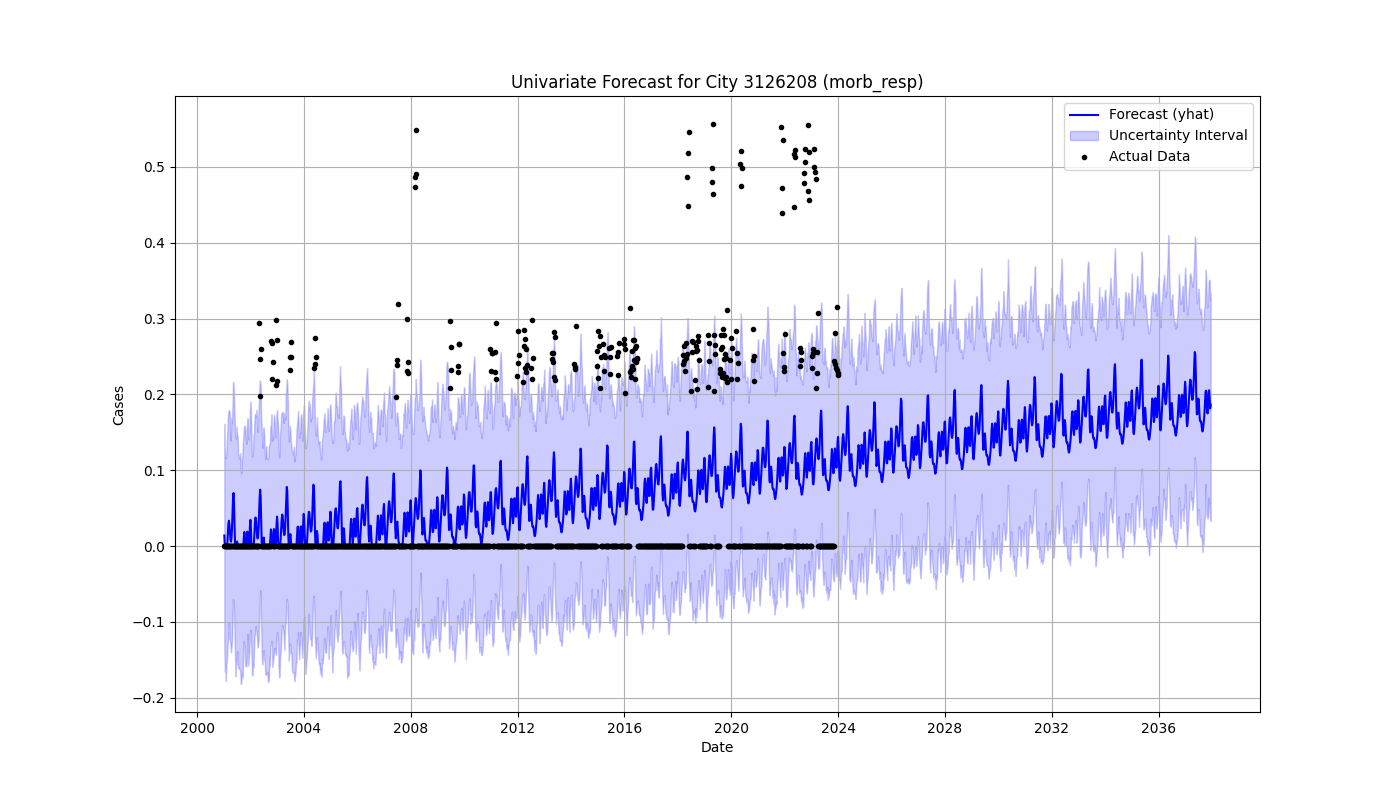 Univariate Forecast for City 3126208 (morb_resp)
Forecast (yhat)
Uncertainty Interval
Actual Data
Cases
0.5
0.4
0.3
0.2
0.1
0.0
−0.1
−0.2
2000 2004 2008 2012 2016 2020 2024 2028 2032 2036
Date